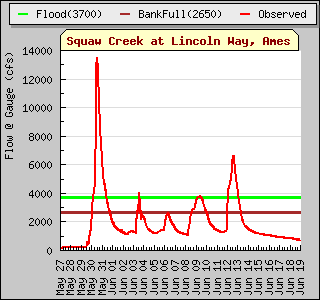 Flood(3700) BankFull(2650) Observed
Squaw Creek at Lincoln Way, Ames
Flow @ Gauge (cfs)
14000
12000
10000
8000
6000
4000
2000
0
May 27
May 28
May 29
May 30
May 31
Jun 01
Jun 02
Jun 03
Jun 04
Jun 05
Jun 06
Jun 07
Jun 08
Jun 09
Jun 10
Jun 11
Jun 12
Jun 13
Jun 14
Jun 15
Jun 16
Jun 17
Jun 18
Jun 19